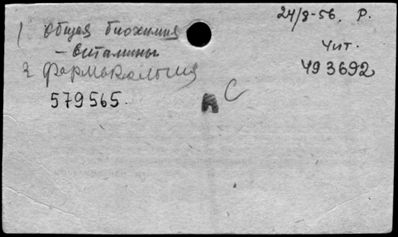 24/8-56. Р.
1 Общая биохимия
- витамины
Чит.
2 фармакология
493692
579565.
С